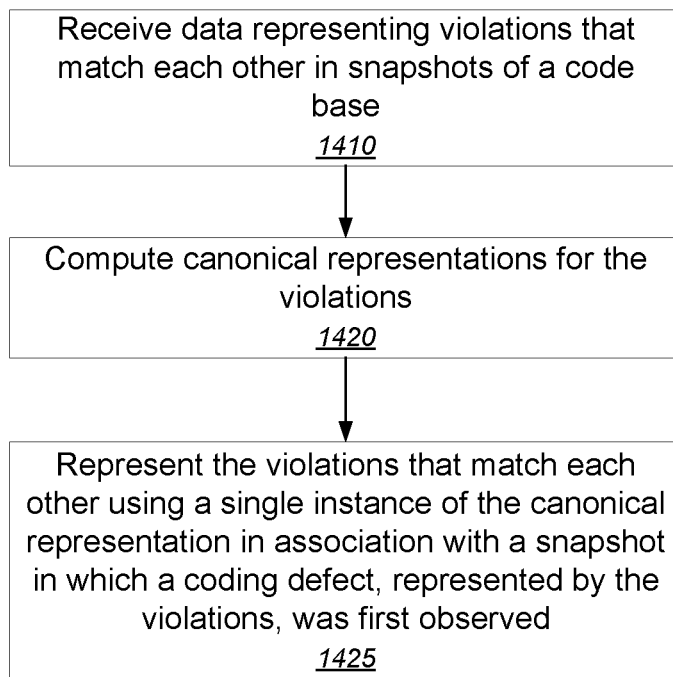 Receive data representing violations that
match each other in snapshots of a code
base
1410
Compute canonical representations for the
violations
1420
Represent the violations that match each
other using a single instance of the canonical
representation in association with a snapshot
in which a coding defect, represented by the
violations, was first observed
1425